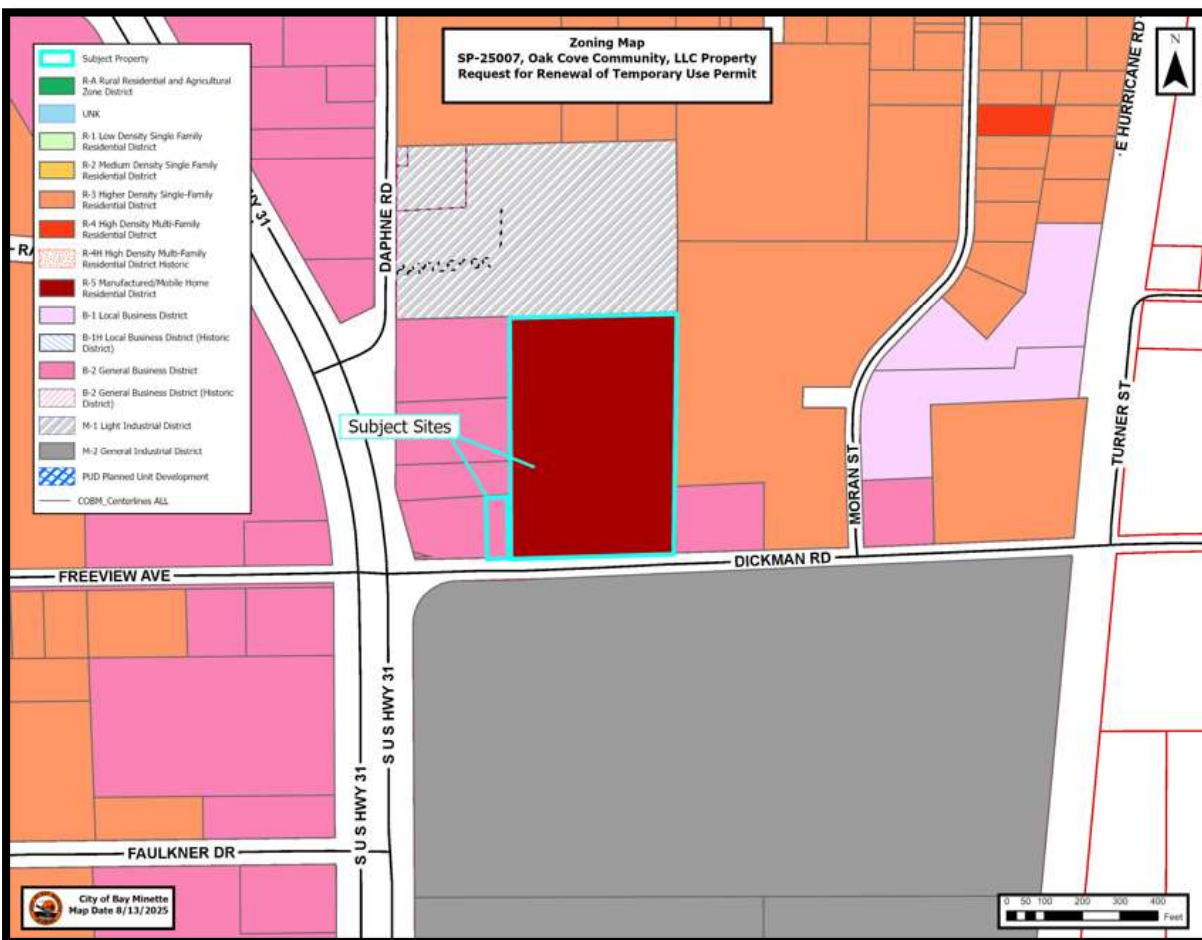 Zoning Map
SP-25007, Oak Cove Community, LLC Property
Request for Renewal of Temporary Use Permit
N
Subject Property
R-A Rural Residential and Agricultural
Zone District
UNK
R-1 Low Density Single Family
Residential District
R-2 Medium Density Single Family
Residential District
R-3 Higher Density Single-Family
Residential District
R-4 High Density Multi-Family
Residential District
R-4H High Density Multi-Family
Residential District Historic
R-5 Manufactured/Mobile Home
Residential District
B-1 Local Business District
B-1H Local Business District (Historic
District)
B-2 General Business District
B-2 General Business District (Historic
District)
M-1 Light Industrial District
M-2 General Industrial District
PUD Planned Unit Development
COBM_Centerlines ALL
31
DAPHNE RD
E HURRICANE RD
Subject Sites
MORAN ST
TURNER ST
DICKMAN RD
FREEVIEW AVE
S U S HWY 31
S U S HWY 31
FAULKNER DR
City of Bay Minette
Map Date 8/13/2025
0 50 100 200 300 400
Feet